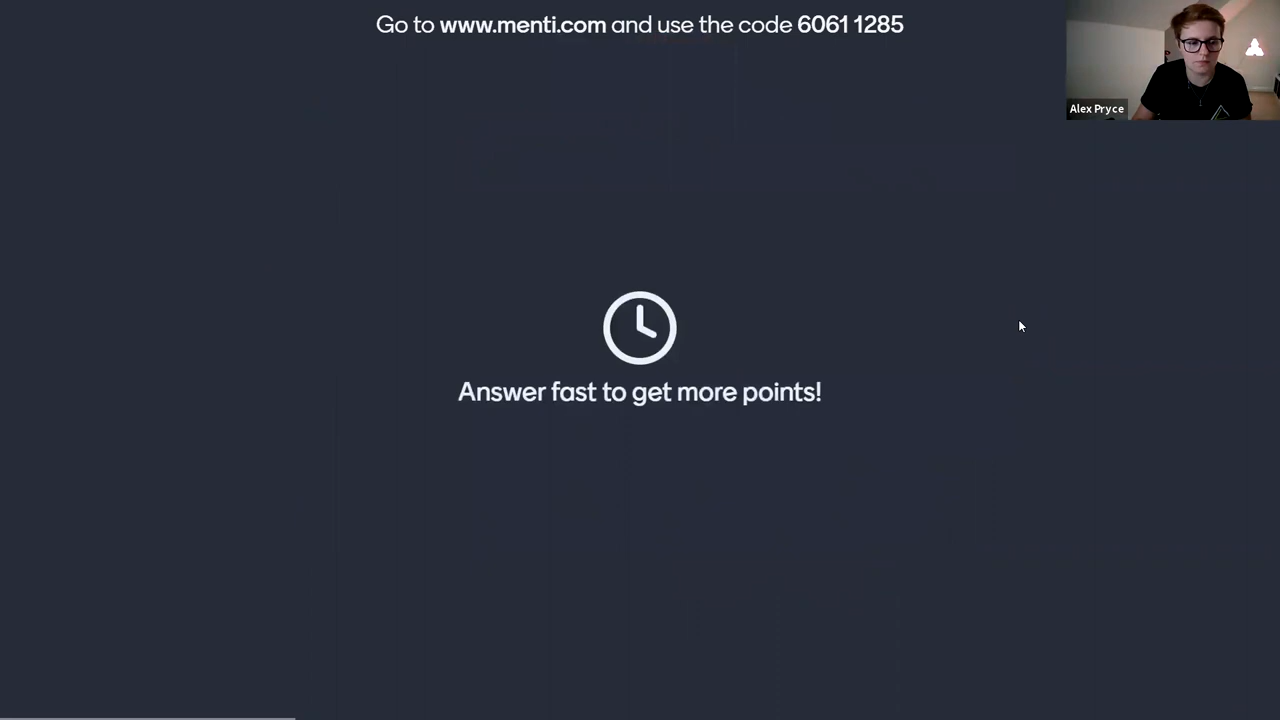 Go to www.menti.com and use the code 6061 1285
Alex Pryce
Answer fast to get more points!